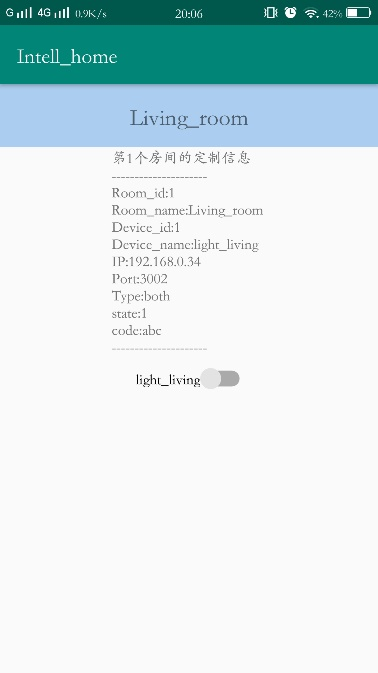 G 4G 0.9K/s 20:06 42%
Intell_home
Living_room
第1个房间的定制信息
---------------------
Room_id:1
Room_name:Living_room
Device_id:1
Device_name:light_living
IP:192.168.0.34
Port:3002
Type:both
state:1
code:abc
---------------------
light_living